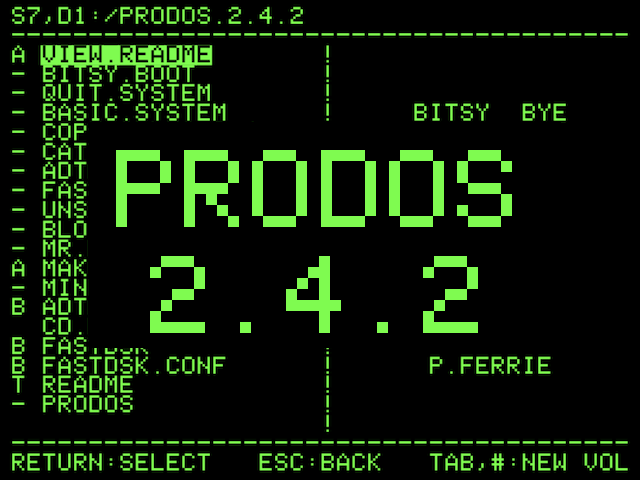 S7,D1:/PRODOS.2.4.2
A VIEW.README !
- BITSY.BOOT !
- QUIT.SYSTEM !
- BASIC.SYSTEM ! BITSY BYE
- COP
- CAT
- ADT
- FAS
- UNS
- BLO
- MR.
A MAK
- MIN
B ADT
CD.
PRODOS
2.4.2
B FASTDSK !
B FASTDSK.CONF ! P.FERRIE
T README !
- PRODOS !
!
RETURN:SELECT ESC:BACK TAB,#:NEW VOL